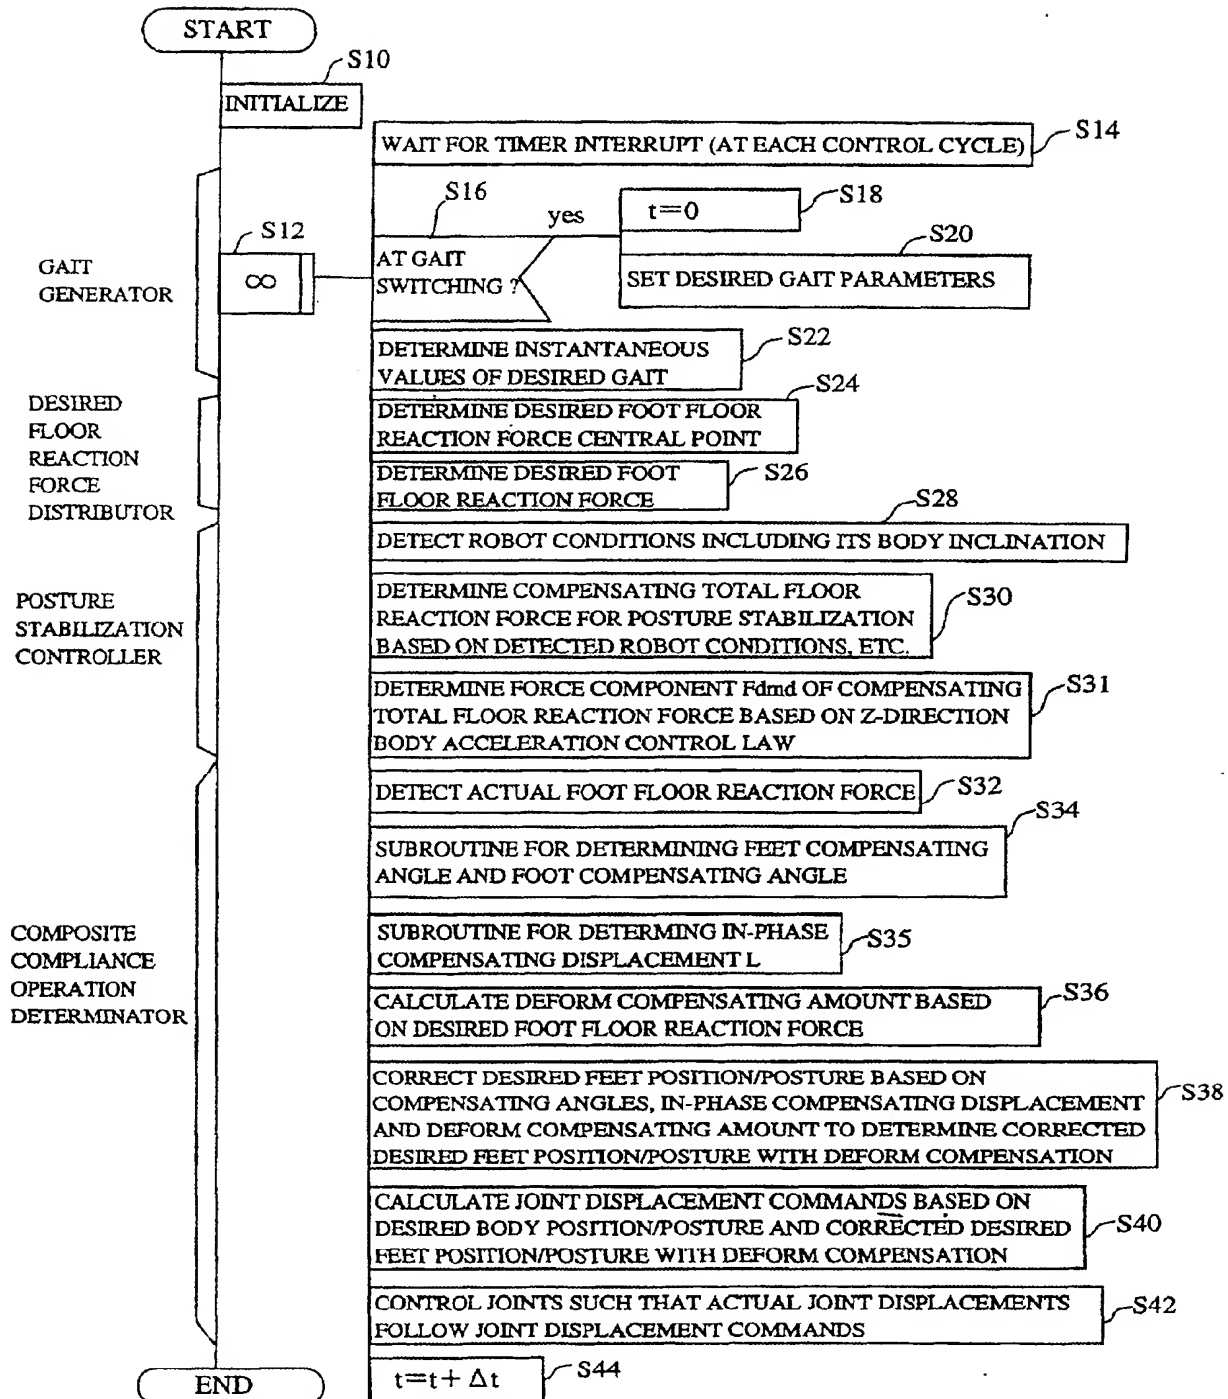 START
S10
INITIALIZE
WAIT FOR TIMER INTERRUPT (AT EACH CONTROL CYCLE)
S14
S16
yes
t=0
S18
S12
∞
GAIT
GENERATOR
AT GAIT
SWITCHING ?
S20
SET DESIRED GAIT PARAMETERS
DETERMINE INSTANTANEOUS
VALUES OF DESIRED GAIT
S22
DESIRED
FLOOR
REACTION
FORCE
DISTRIBUTOR
DETERMINE DESIRED FOOT FLOOR
REACTION FORCE CENTRAL POINT
S24
DETERMINE DESIRED FOOT
FLOOR REACTION FORCE
S26
S28
DETECT ROBOT CONDITIONS INCLUDING ITS BODY INCLINATION
POSTURE
STABILIZATION
CONTROLLER
DETERMINE COMPENSATING TOTAL FLOOR
REACTION FORCE FOR POSTURE STABILIZATION
BASED ON DETECTED ROBOT CONDITIONS, ETC.
S30
DETERMINE FORCE COMPONENT Fdmd OF COMPENSATING
TOTAL FLOOR REACTION FORCE BASED ON Z-DIRECTION
BODY ACCELERATION CONTROL LAW
S31
DETECT ACTUAL FOOT FLOOR REACTION FORCE
S32
S34
SUBROUTINE FOR DETERMINING FEET COMPENSATING
ANGLE AND FOOT COMPENSATING ANGLE
COMPOSITE
COMPLIANCE
OPERATION
DETERMINATOR
SUBROUTINE FOR DETERMING IN-PHASE
COMPENSATING DISPLACEMENT L
S35
CALCULATE DEFORM COMPENSATING AMOUNT BASED
ON DESIRED FOOT FLOOR REACTION FORCE
S36
CORRECT DESIRED FEET POSITION/POSTURE BASED ON
COMPENSATING ANGLES, IN-PHASE COMPENSATING DISPLACEMENT
AND DEFORM COMPENSATING AMOUNT TO DETERMINE CORRECTED
DESIRED FEET POSITION/POSTURE WITH DEFORM COMPENSATION
S38
CALCULATE JOINT DISPLACEMENT COMMANDS BASED ON
DESIRED BODY POSITION/POSTURE AND CORRECTED DESIRED
FEET POSITION/POSTURE WITH DEFORM COMPENSATION
S40
CONTROL JOINTS SUCH THAT ACTUAL JOINT DISPLACEMENTS
FOLLOW JOINT DISPLACEMENT COMMANDS
S42
t=t+ Δt
S44
END